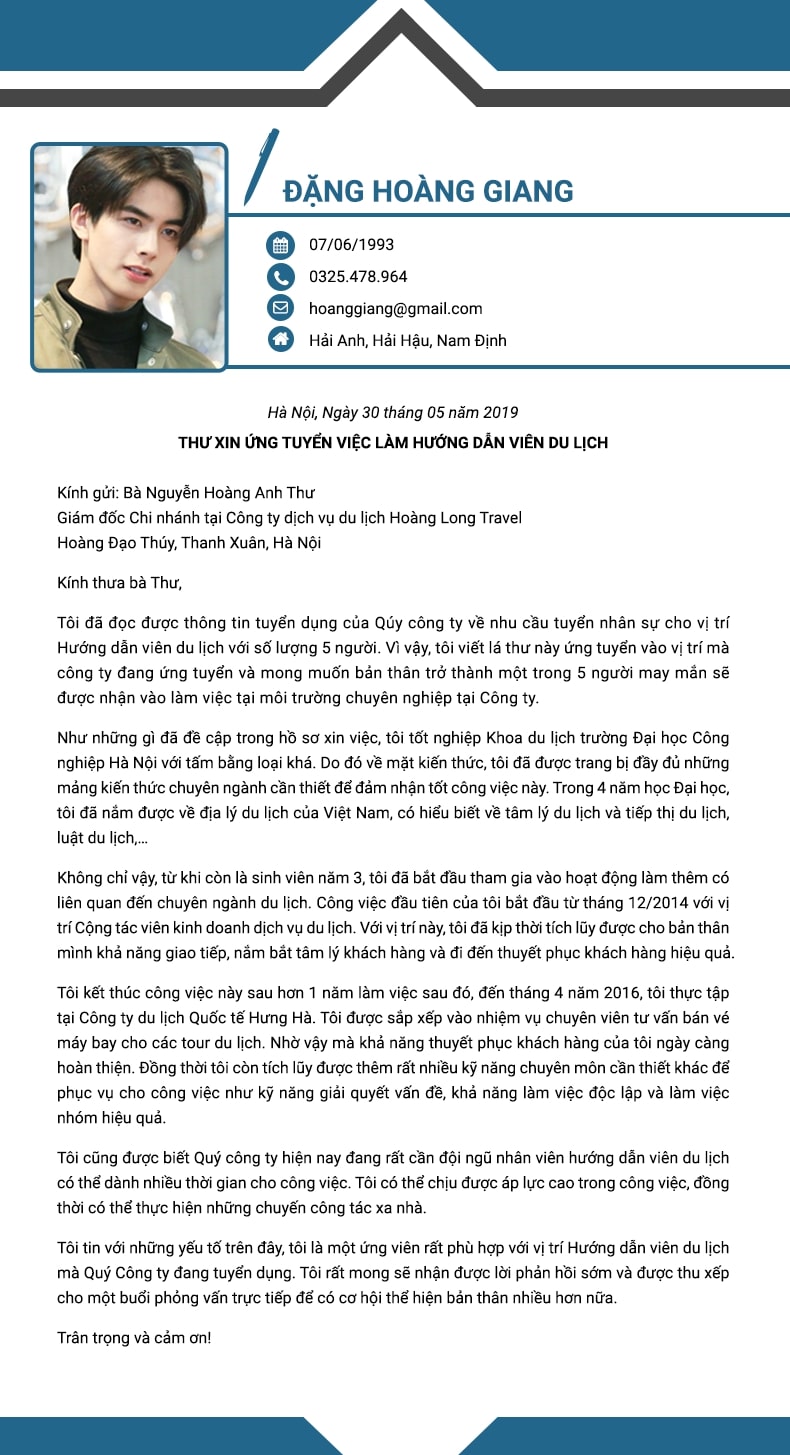 ĐẶNG HOÀNG GIANG
07/06/1993
0325.478.964
hoanggiang@gmail.com
Hải Anh, Hải Hậu, Nam Định
Hà Nội, Ngày 30 tháng 05 năm 2019
THƯ XIN ỨNG TUYỂN VIỆC LÀM HƯỚNG DẪN VIÊN DU LỊCH
Kính gửi: Bà Nguyễn Hoàng Anh Thư
Giám đốc Chi nhánh tại Công ty dịch vụ du lịch Hoàng Long Travel
Hoàng Đạo Thúy, Thanh Xuân, Hà Nội
Kính thưa bà Thư,
Tôi đã đọc được thông tin tuyển dụng của Qúy công ty về nhu cầu tuyển nhân sự cho vị trí
Hướng dẫn viên du lịch với số lượng 5 người. Vì vậy, tôi viết lá thư này ứng tuyển vào vị trí mà
công ty đang ứng tuyển và mong muốn bản thân trở thành một trong 5 người may mắn sẽ
được nhận vào làm việc tại môi trường chuyên nghiệp tại Công ty.
Như những gì đã đề cập trong hồ sơ xin việc, tôi tốt nghiệp Khoa du lịch trường Đại học Công
nghiệp Hà Nội với tấm bằng loại khá. Do đó về mặt kiến thức, tôi đã được trang bị đầy đủ những
mảng kiến thức chuyên ngành cần thiết để đảm nhận tốt công việc này. Trong 4 năm học Đại học,
tôi đã nắm được về địa lý du lịch của Việt Nam, có hiểu biết về tâm lý du lịch và tiếp thị du lịch,
luật du lịch,...
Không chỉ vậy, từ khi còn là sinh viên năm 3, tôi đã bắt đầu tham gia vào hoạt động làm thêm có
liên quan đến chuyên ngành du lịch. Công việc đầu tiên của tôi bắt đầu từ tháng 12/2014 với vị
trí Cộng tác viên kinh doanh dịch vụ du lịch. Với vị trí này, tôi đã kịp thời tích lũy được cho bản thân
mình khả năng giao tiếp, nắm bắt tâm lý khách hàng và đi đến thuyết phục khách hàng hiệu quả.
Tôi kết thúc công việc này sau hơn 1 năm làm việc sau đó, đến tháng 4 năm 2016, tôi thực tập
tại Công ty du lịch Quốc tế Hưng Hà. Tôi được sắp xếp vào nhiệm vụ chuyên viên tư vấn bán vé
máy bay cho các tour du lịch. Nhờ vậy mà khả năng thuyết phục khách hàng của tôi ngày càng
hoàn thiện. Đồng thời tôi còn tích lũy được thêm rất nhiều kỹ năng chuyên môn cần thiết khác để
phục vụ cho công việc như kỹ năng giải quyết vấn đề, khả năng làm việc độc lập và làm việc
nhóm hiệu quả.
Tôi cũng được biết Quý công ty hiện nay đang rất cần đội ngũ nhân viên hướng dẫn viên du lịch
có thể dành nhiều thời gian cho công việc. Tôi có thể chịu được áp lực cao trong công việc, đồng
thời có thể thực hiện những chuyến công tác xa nhà.
Tôi tin với những yếu tố trên đây, tôi là một ứng viên rất phù hợp với vị trí Hướng dẫn viên du lịch
mà Quý Công ty đang tuyển dụng. Tôi rất mong sẽ nhận được lời phản hồi sớm và được thu xếp
cho một buổi phỏng vấn trực tiếp để có cơ hội thể hiện bản thân nhiều hơn nữa.
Trân trọng và cảm ơn!